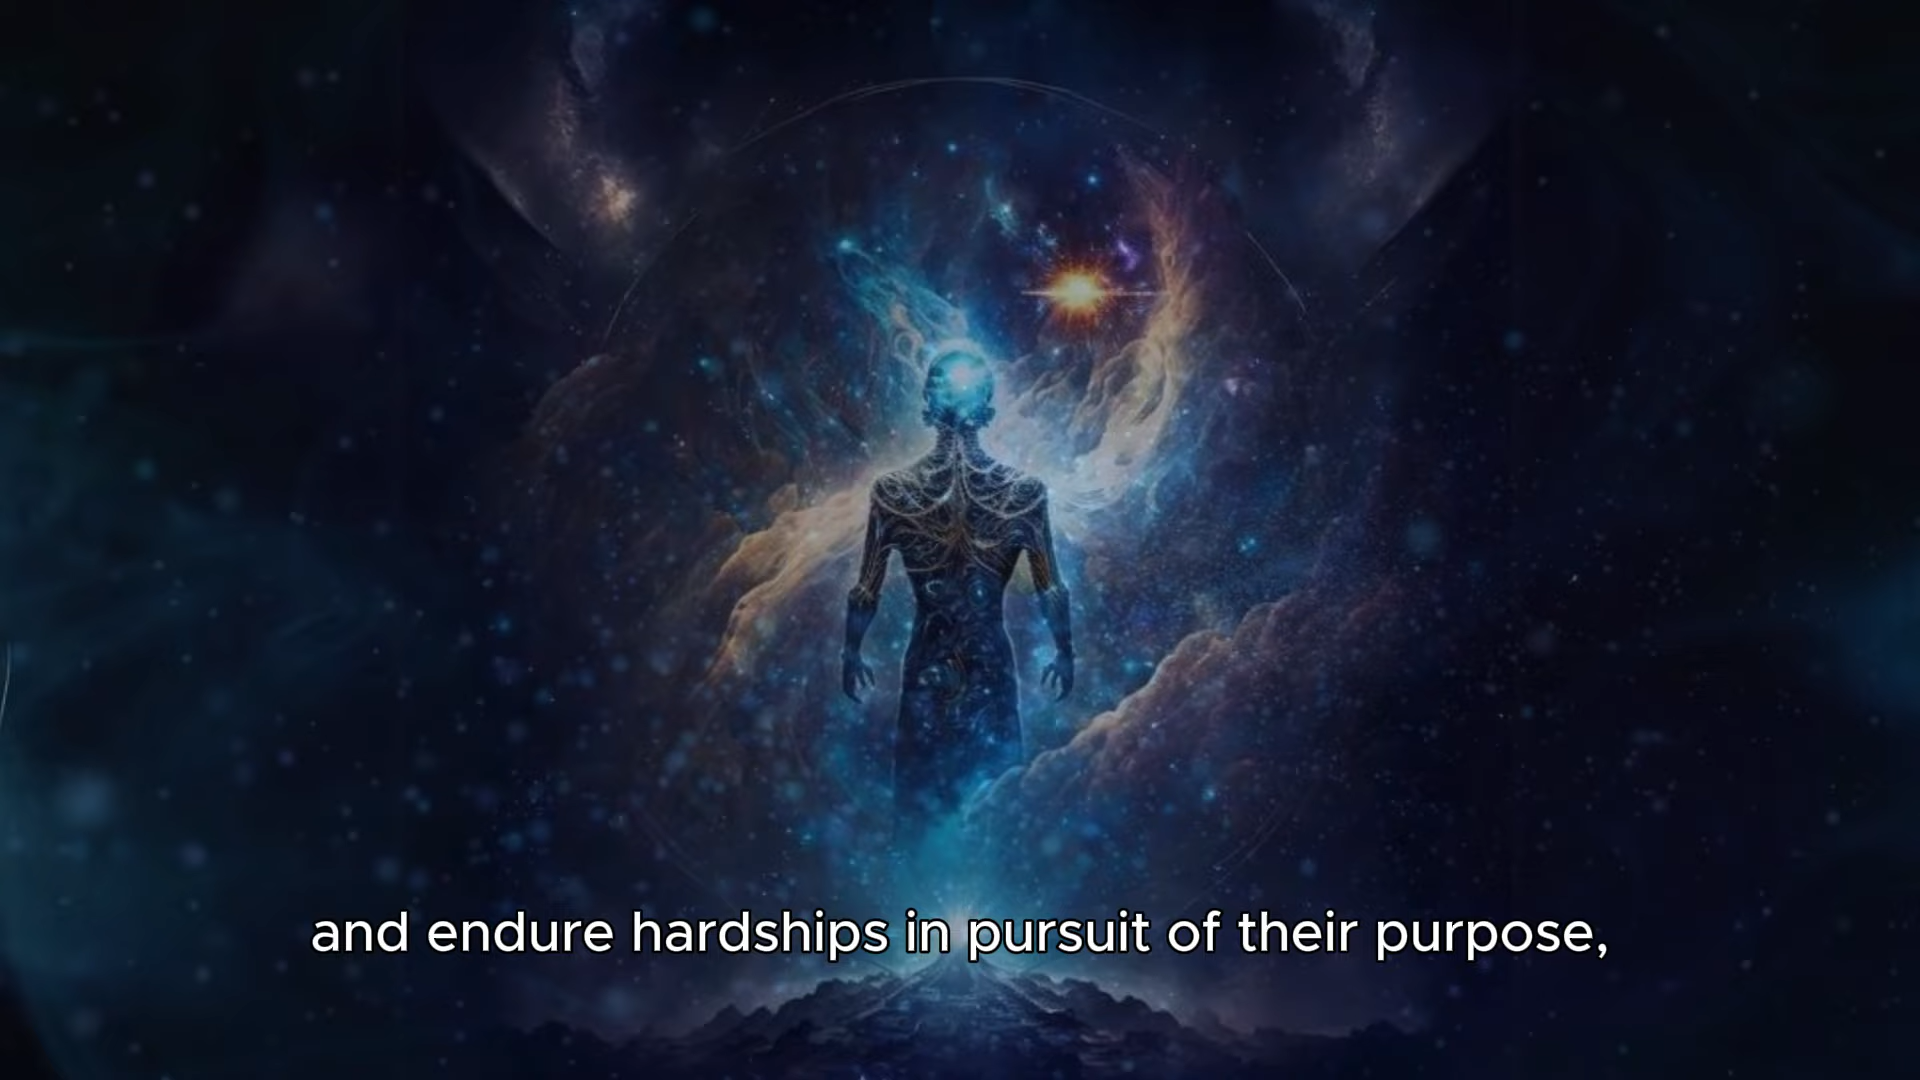 and endure hardships in pursuit of their purpose,